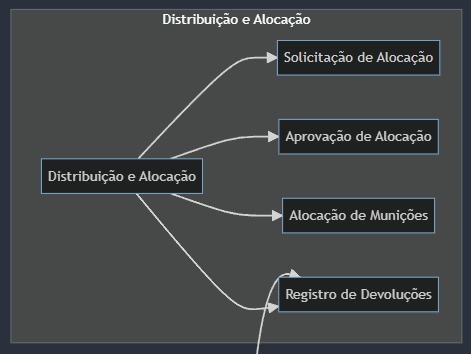 Distribuição e Alocação
Solicitação de Alocação
Aprovação de Alocação
Distribuição e Alocação
Alocação de Munições
Registro de Devoluções